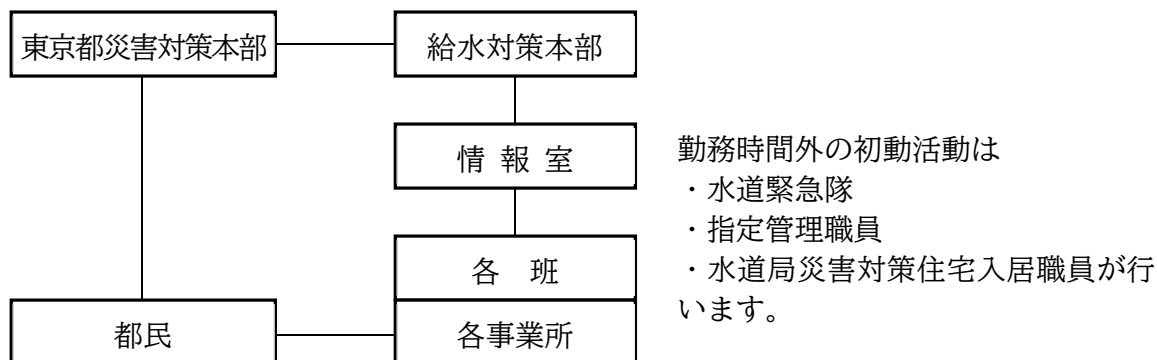 東京都災害対策本部
給水対策本部
情報室
各班
都民
各事業所
勤務時間外の初動活動は
・水道緊急隊
・指定管理職員
・水道局災害対策住宅入居職員が行
います。